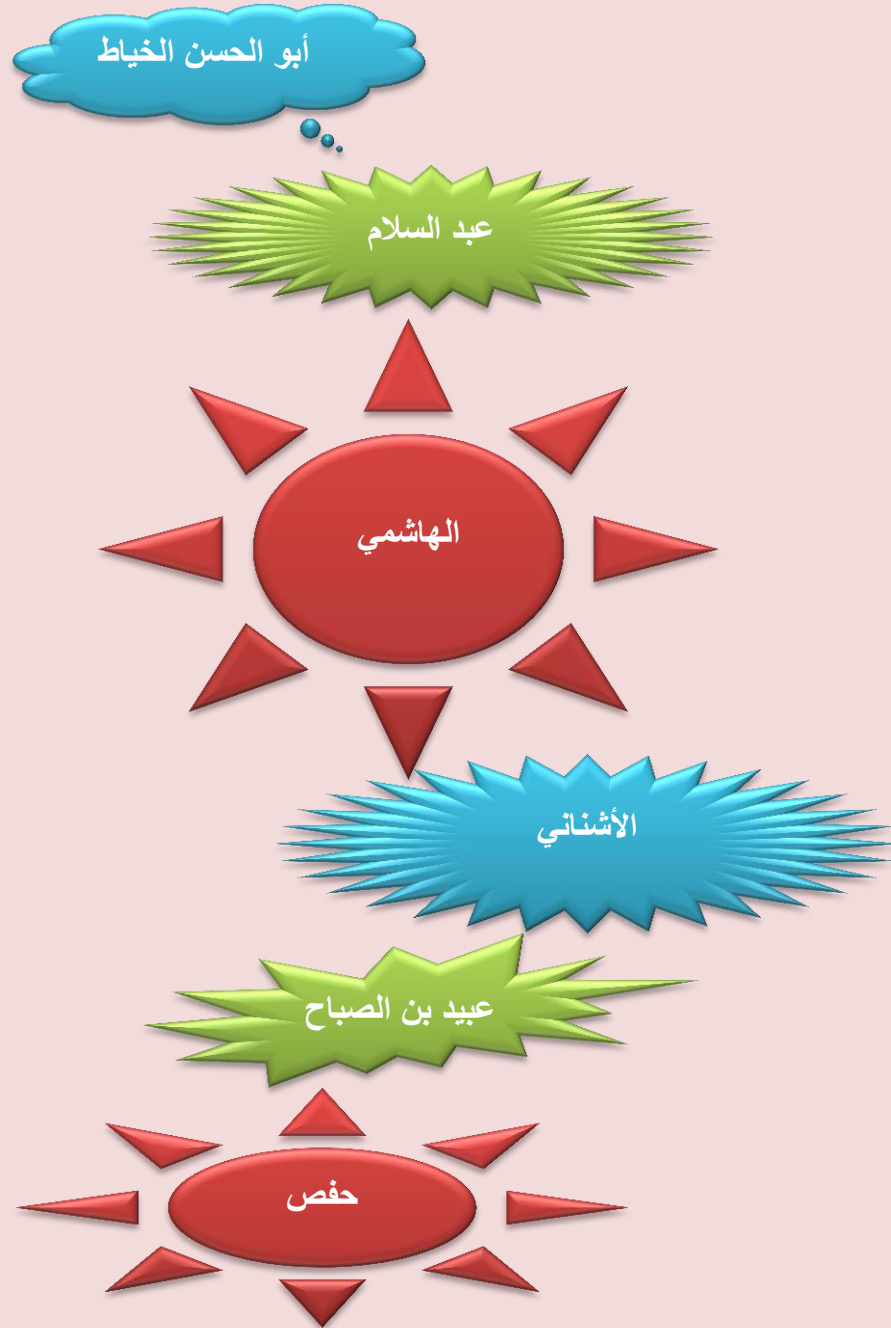 أبو الحسن الخياط
عبد السلام
الهاشمي
الأشناني
عبيد بن الصباح
حفص